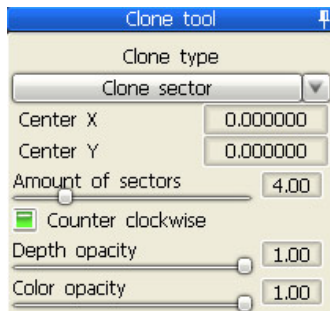 Clone tool
Clone type
Clone sector
Center X 0.000000
Center Y 0.000000
Amount of sectors 4.00
Counter clockwise
Depth opacity 1.00
Color opacity 1.00